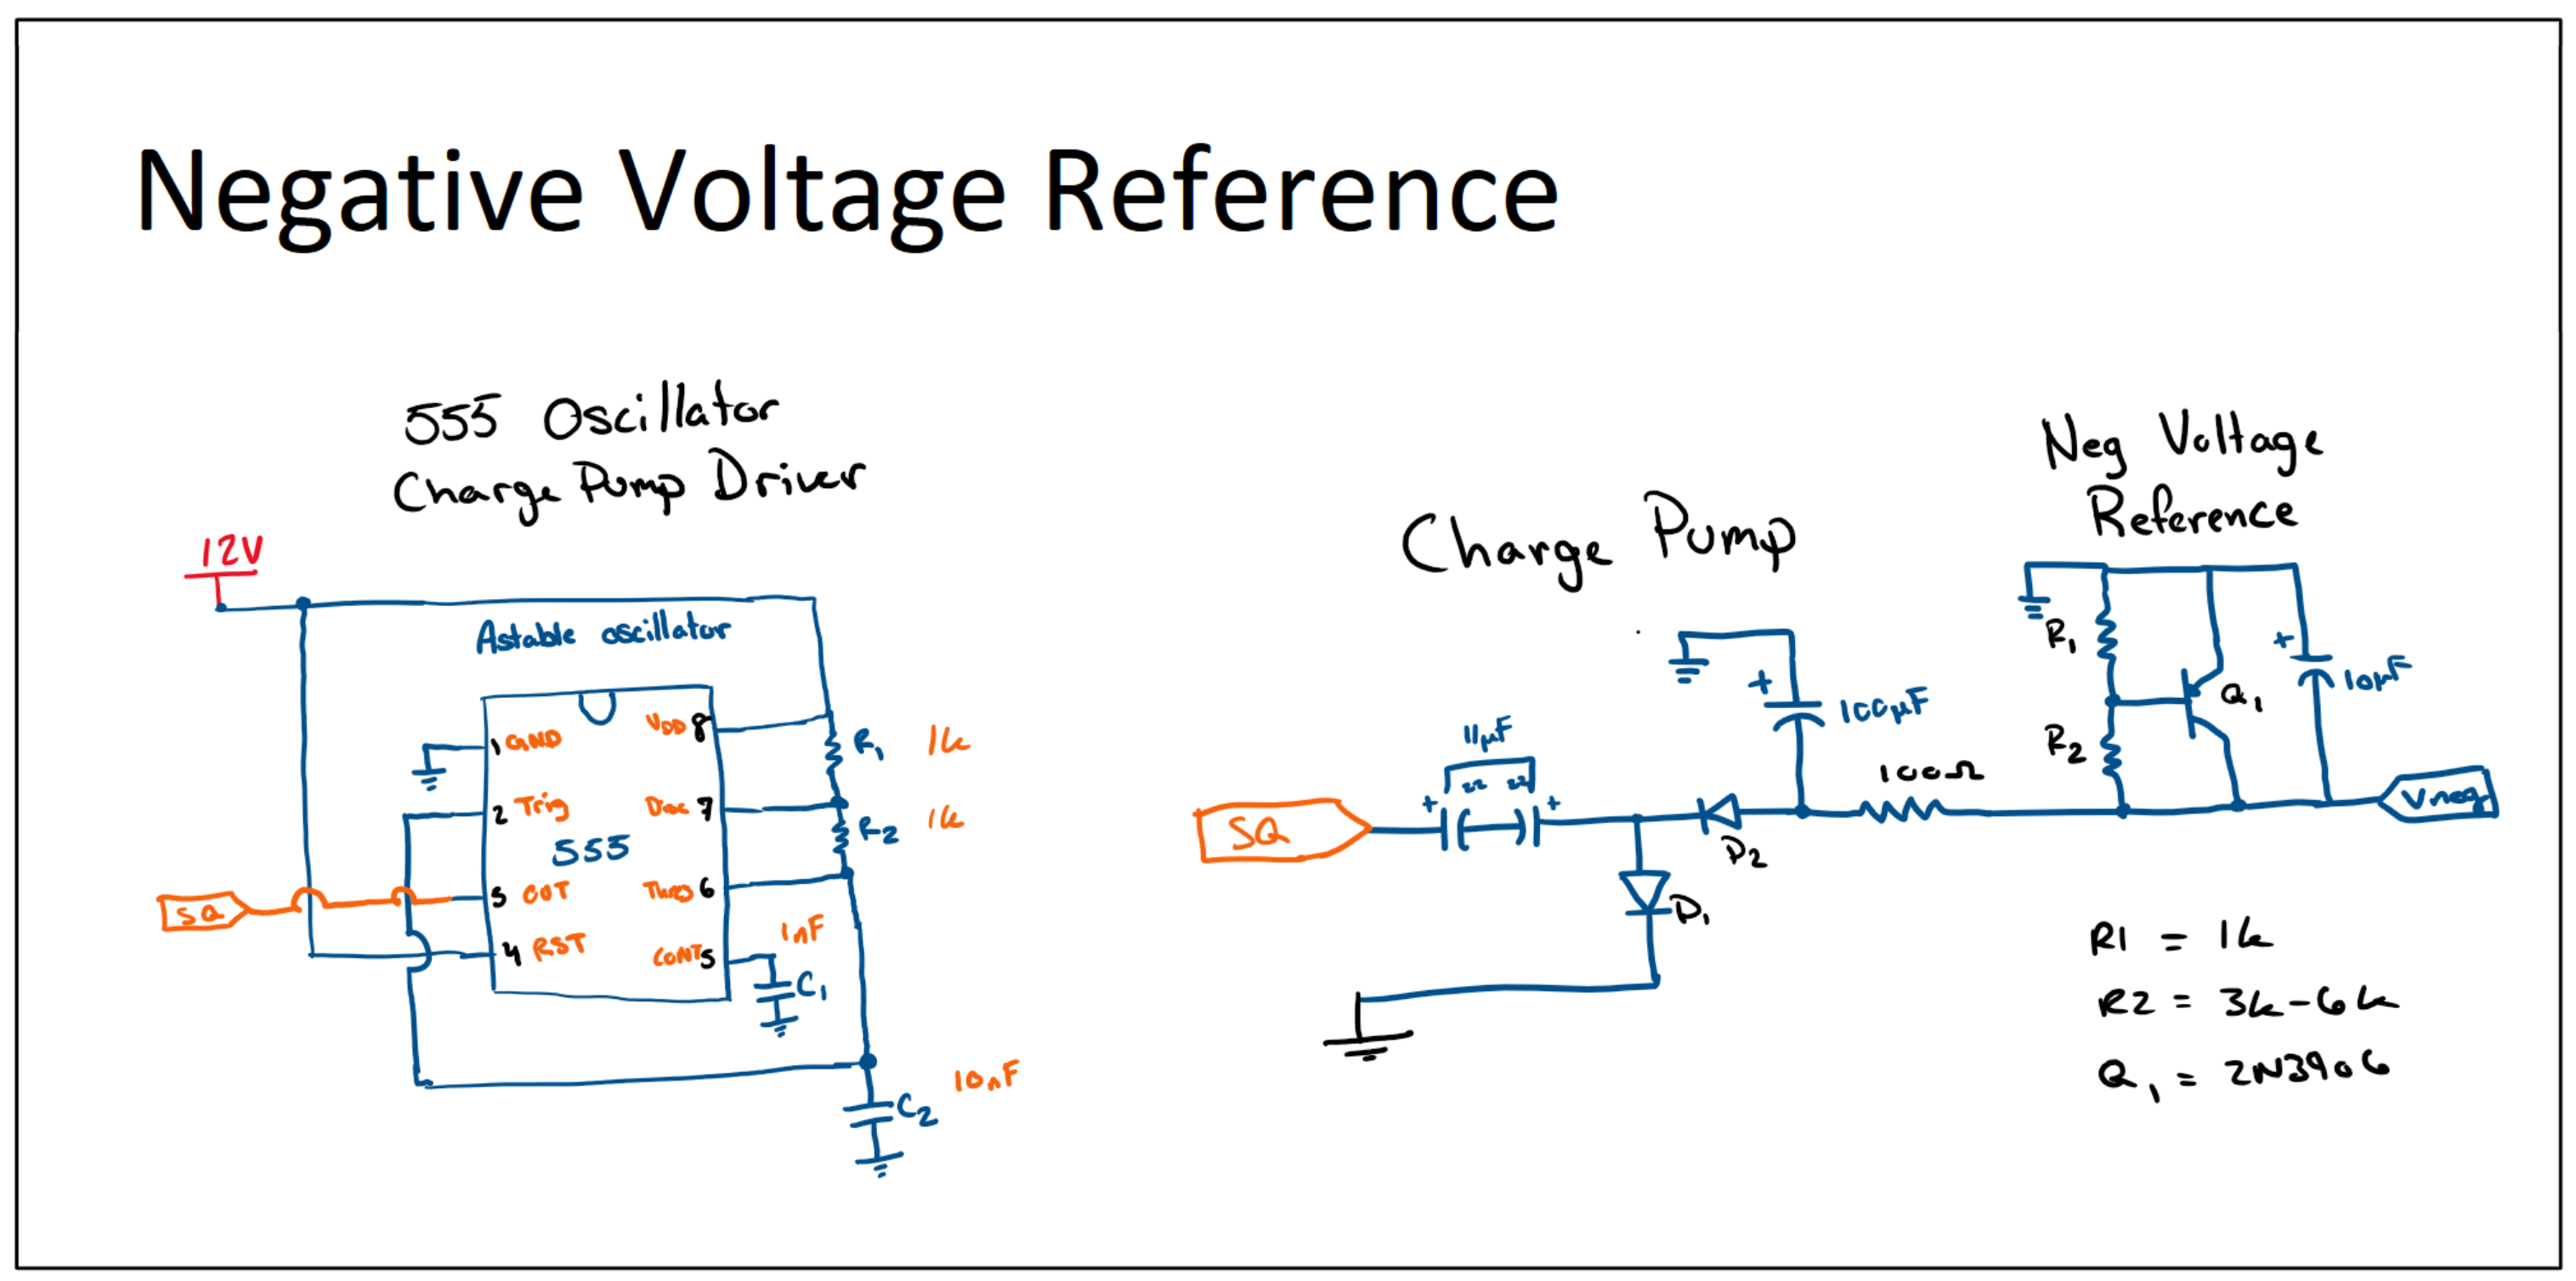 Negative Voltage Reference
555 Oscillator
Charge Pump Driver
12V
Astable oscillator
1 GND
VDD 8
R1 1k
2 Trig
Disc 7
R2 1k
555
SQ
3 OUT
Thres 6
4 RST
CONT 5
1nF
C1
10nF
C2
Charge Pump
+
100µF
11µF
22 22
+ +
SQ
D2
D1
100Ω
Neg Voltage
Reference
R1
+
Q1
10µF
R2
Vneg
R1 = 1k
R2 = 3k-6k
Q1 = 2N3906